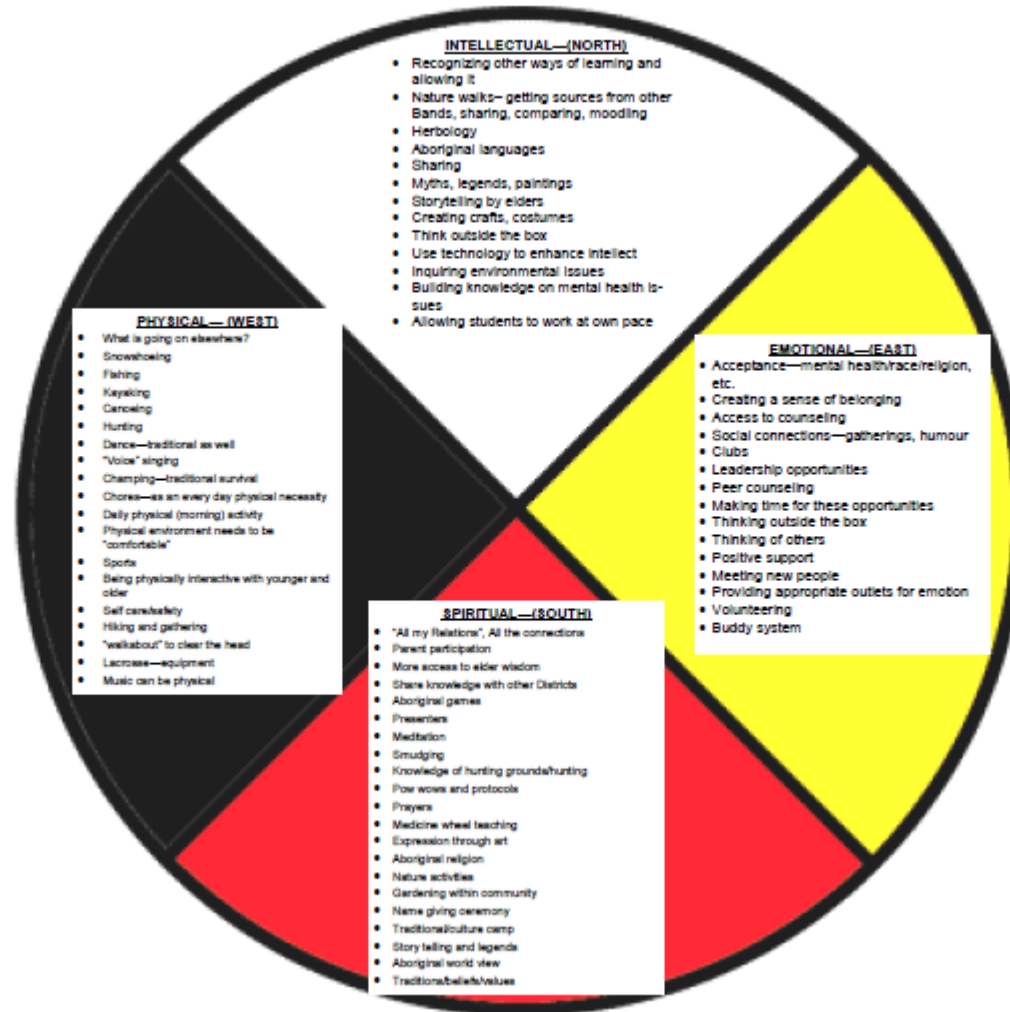 INTELLECTUAL—(NORTH)
• Recognizing other ways of learning and
allowing it
• Nature walks– getting sources from other
Bands, sharing, comparing, moodling
• Herbology
• Aboriginal languages
• Sharing
• Myths, legends, paintings
• Storytelling by elders
• Creating crafts, costumes
• Think outside the box
• Use technology to enhance intellect
• Inquiring environmental issues
• Building knowledge on mental health is-
sues
• Allowing students to work at own pace
PHYSICAL— (WEST)
• What is going on elsewhere?
• Snowshoeing
• Fishing
• Kayaking
• Canoeing
• Hunting
• Dance—traditional as well
• "Voice" singing
• Champing—traditional survival
• Chores—as an every day physical necessity
• Daily physical (morning) activity
• Physical environment needs to be
"comfortable"
• Sports
• Being physically interactive with younger and
older
• Self care/safety
• Hiking and gathering
• "walkabout" to clear the head
• Lacrosse—equipment
• Music can be physical
EMOTIONAL—(EAST)
• Acceptance—mental health/race/religion,
etc.
• Creating a sense of belonging
• Access to counseling
• Social connections—gatherings, humour
• Clubs
• Leadership opportunities
• Peer counseling
• Making time for these opportunities
• Thinking outside the box
• Thinking of others
• Positive support
• Meeting new people
• Providing appropriate outlets for emotion
• Volunteering
• Buddy system
SPIRITUAL—(SOUTH)
• "All my Relations", All the connections
• Parent participation
• More access to elder wisdom
• Share knowledge with other Districts
• Aboriginal games
• Presenters
• Meditation
• Smudging
• Knowledge of hunting grounds/hunting
• Pow wows and protocols
• Prayers
• Medicine wheel teaching
• Expression through art
• Aboriginal religion
• Nature activities
• Gardening within community
• Name giving ceremony
• Traditional/culture camp
• Story telling and legends
• Aboriginal world view
• Traditions/beliefs/values